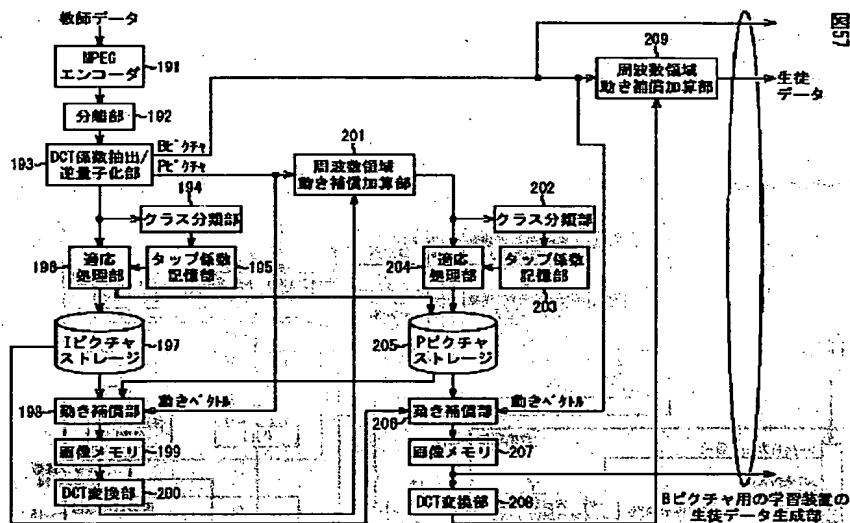 図57
教師データ
MPEG
エンコーダ
191
分離部
192
193
DCT係数抽出/
逆量子化部
Bピクチャ
Pピクチャ
194
クラス分類部
196
適応
処理部
タップ係数
記憶部
195
Iピクチャ
ストレージ
197
198
動き補償部
動きベクトル
画像メモリ
199
DCT変換部
200
201
周波数領域
動き補償加算部
202
クラス分類部
204
適応
処理部
タップ係数
記憶部
203
205
Pピクチャ
ストレージ
206
動き補償部
動きベクトル
画像メモリ
207
DCT変換部
208
209
周波数領域
動き補償加算部
生徒
データ
Bピクチャ用の学習装置の
生徒データ生成部